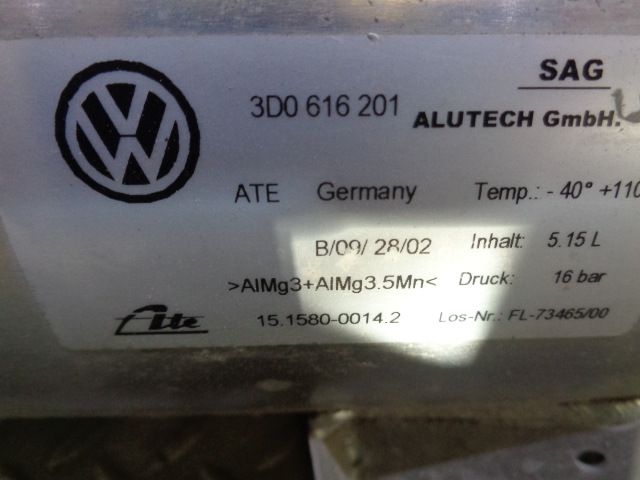 SAG
3D0 616 201 ALUTECH GmbH.
ATE Germany Temp.: - 40° +110
B/09/ 28/02 Inhalt: 5.15 L
>AlMg3+AlMg3.5Mn< Druck: 16 bar
Ate 15.1580-0014.2 Los-Nr.: FL-73465/00